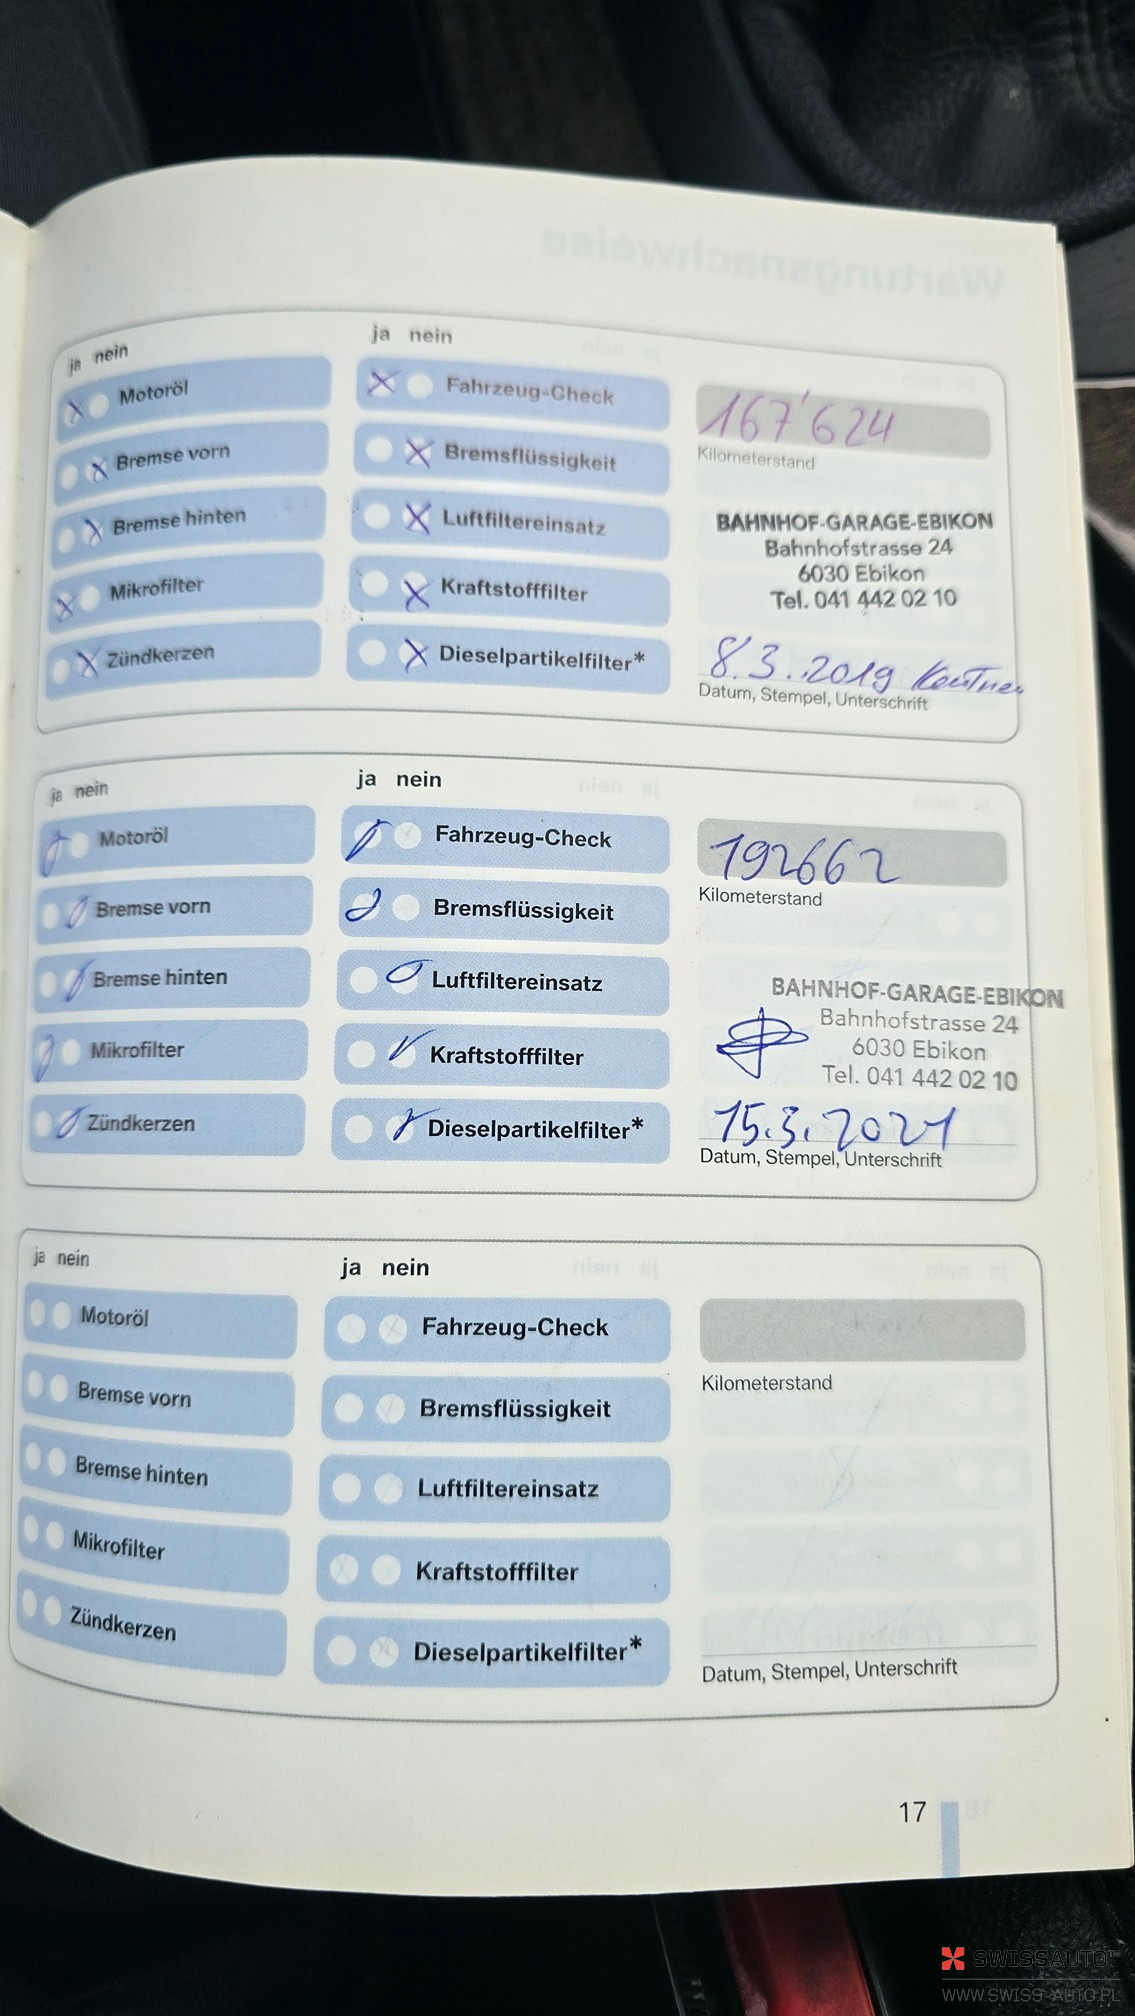 ja nein
Motoröl
Bremse vorn
Bremse hinten
Mikrofilter
Zündkerzen
ja nein
Fahrzeug-Check
Bremsflüssigkeit
Luftfiltereinsatz
Kraftstofffilter
Dieselpartikelfilter*
167'624
Kilometerstand
BAHNHOF-GARAGE-EBIKON
Bahnhofstrasse 24
6030 Ebikon
Tel. 041 442 02 10
8.3.2019
Datum, Stempel, Unterschrift
ja nein
Motoröl
Bremse vorn
Bremse hinten
Mikrofilter
Zündkerzen
ja nein
Fahrzeug-Check
Bremsflüssigkeit
Luftfiltereinsatz
Kraftstofffilter
Dieselpartikelfilter*
192662
Kilometerstand
BAHNHOF-GARAGE-EBIKON
Bahnhofstrasse 24
6030 Ebikon
Tel. 041 442 02 10
15.3.2021
Datum, Stempel, Unterschrift
ja nein
Motoröl
Bremse vorn
Bremse hinten
Mikrofilter
Zündkerzen
ja nein
Fahrzeug-Check
Bremsflüssigkeit
Luftfiltereinsatz
Kraftstofffilter
Dieselpartikelfilter*
Kilometerstand
Datum, Stempel, Unterschrift
17
SWISSAUTO
WWW.SWISS-AUTO.PL